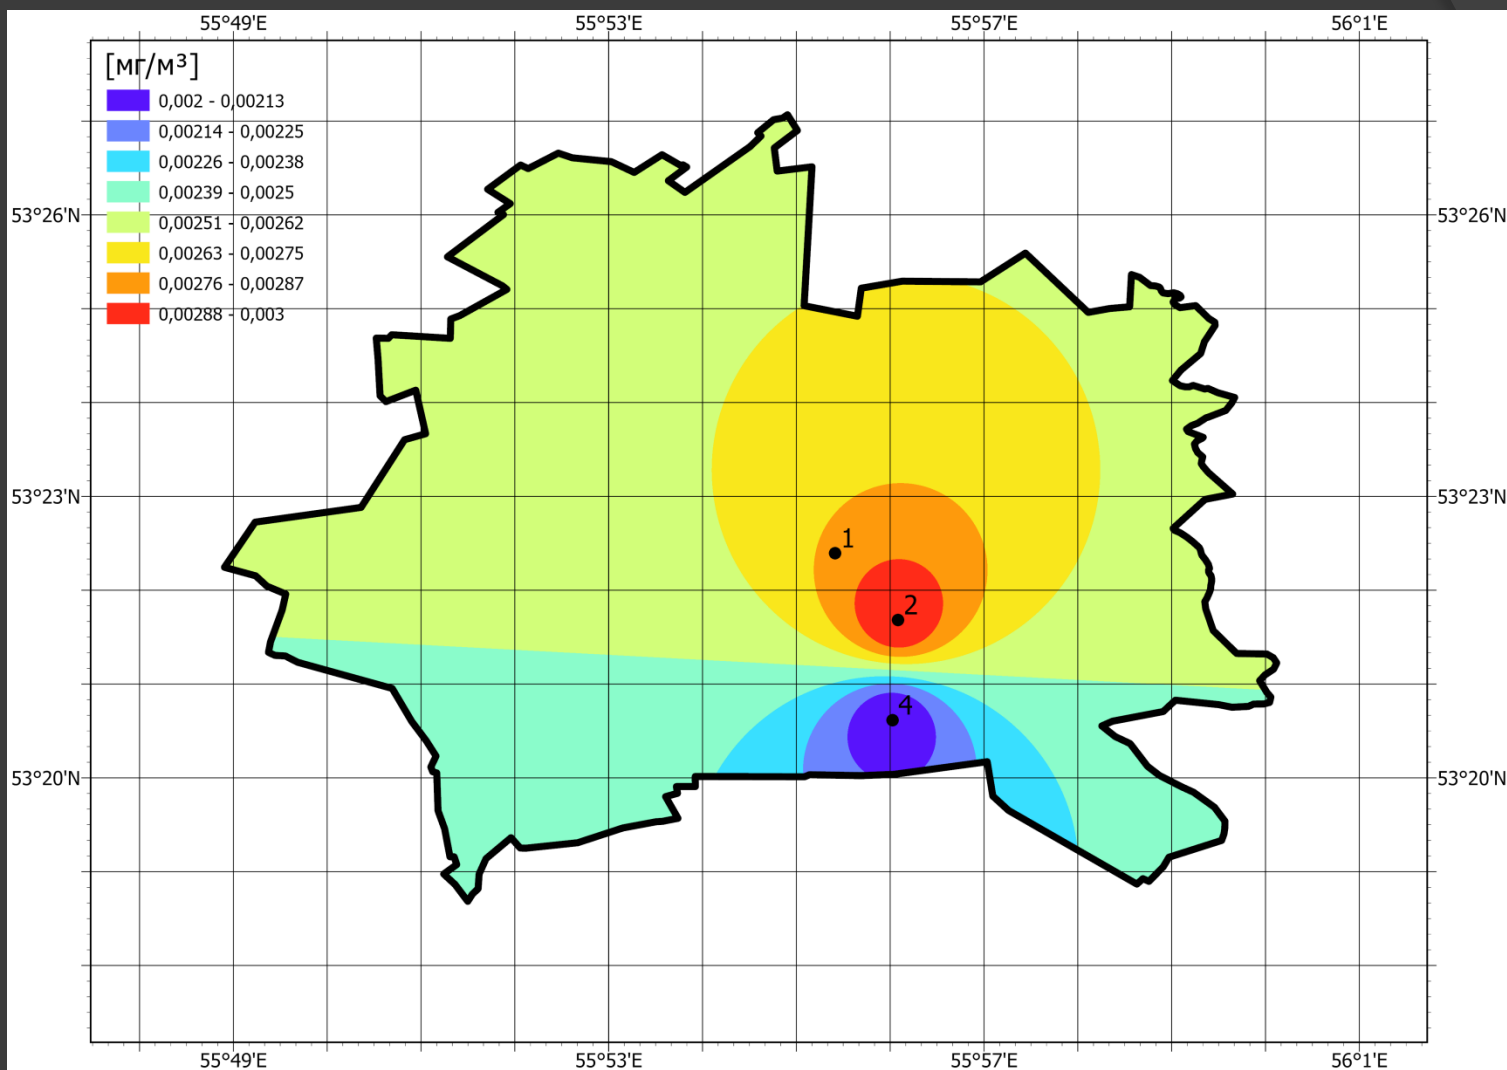 55°49'E 55°53'E 55°57'E 56°1'E
[мг/м³]
0,002 - 0,00213
0,00214 - 0,00225
0,00226 - 0,00238
0,00239 - 0,0025
0,00251 - 0,00262
0,00263 - 0,00275
0,00276 - 0,00287
0,00288 - 0,003
53°26'N 53°26'N
53°23'N 53°23'N
1
2
4
53°20'N 53°20'N
55°49'E 55°53'E 55°57'E 56°1'E